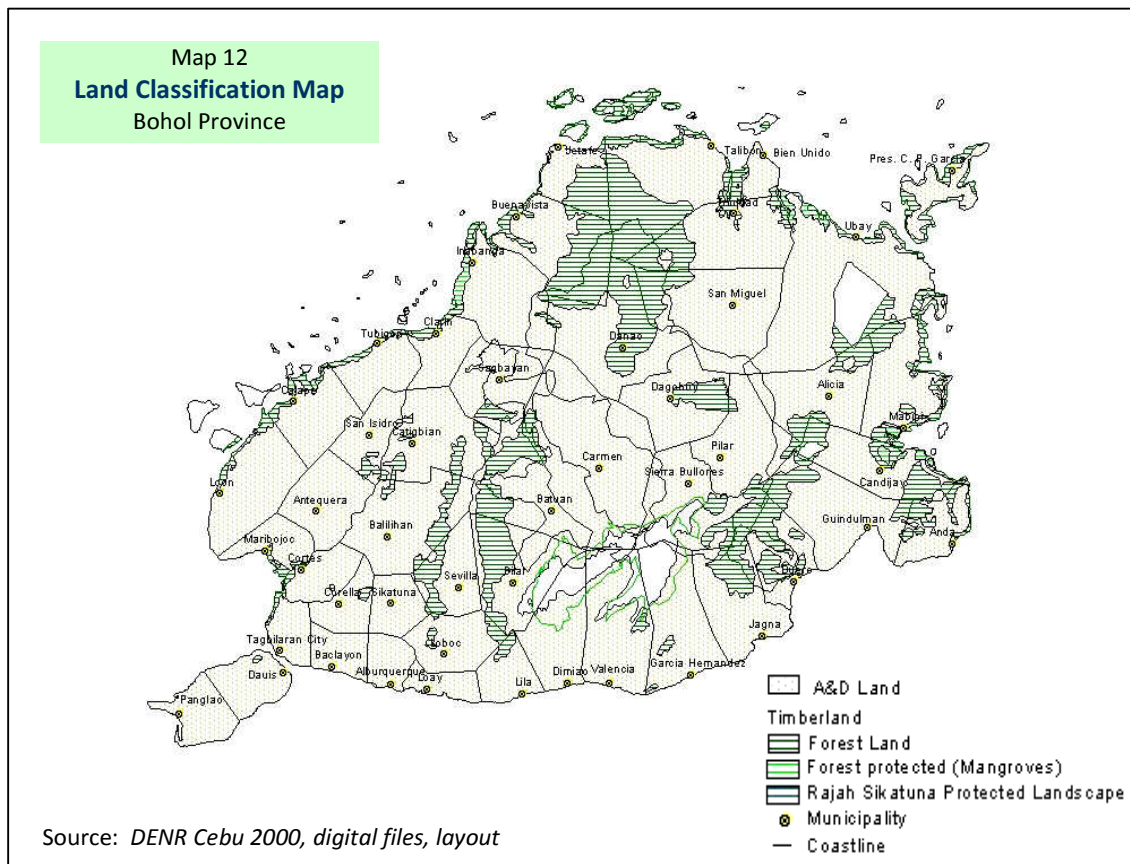 Map 12
Land Classification Map
Bohol Province
Jetafe
Talibon
Bien Unido
Pres. C. P. Garcia
Buenavista
Trinidad
Ubay
Inabanga
San Miguel
Clarin
Tubigon
Danao
Sagbayan
Dagohoy
Alicia
Calape
Mabini
San Isidro
Catigbian
Pilar
Carmen
Sierra Bullones
Candijay
Loon
Antequera
Batuan
Guindulman
Balilihan
Anda
Maribojoc
Cortes
Bilar
Duero
Sevilla
Corella
Sikatuna
Jagna
Tagbilaran City
Loboc
Baclayon
Garcia Hernandez
Dauis
Alburquerque
Loay
Dimiao
Valencia
Lila
Panglao
A&D Land
Timberland
Forest Land
Forest protected (Mangroves)
Rajah Sikatuna Protected Landscape
Municipality
Coastline
Source: DENR Cebu 2000, digital files, layout